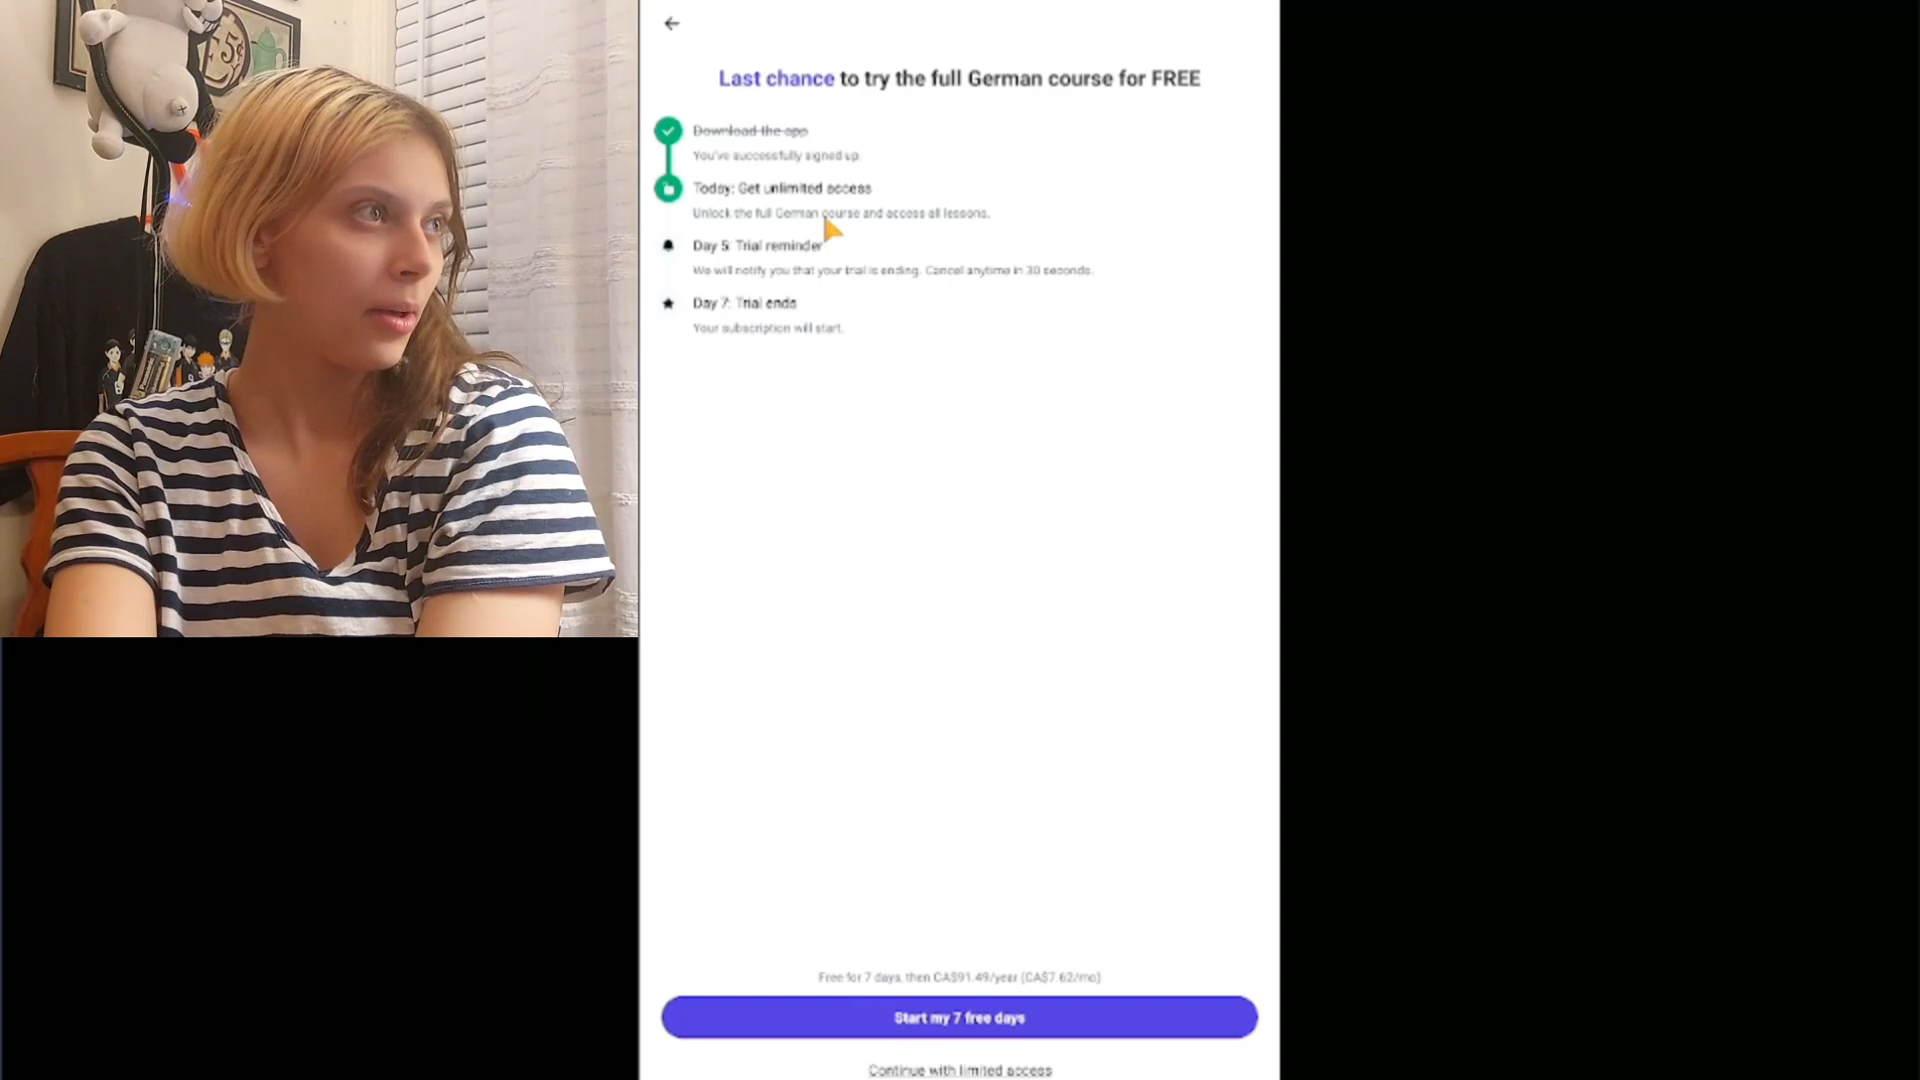 5¢
Panasonic
Last chance to try the full German course for FREE
Download the app
You've successfully signed up.
Today: Get unlimited access
Unlock the full German course and access all lessons.
Day 5: Trial reminder
We will notify you that your trial is ending. Cancel anytime in 30 seconds.
Day 7: Trial ends
Your subscription will start.
Free for 7 days, then CA$91.49/year (CA$7.62/mo)
Start my 7 free days
Continue with limited access